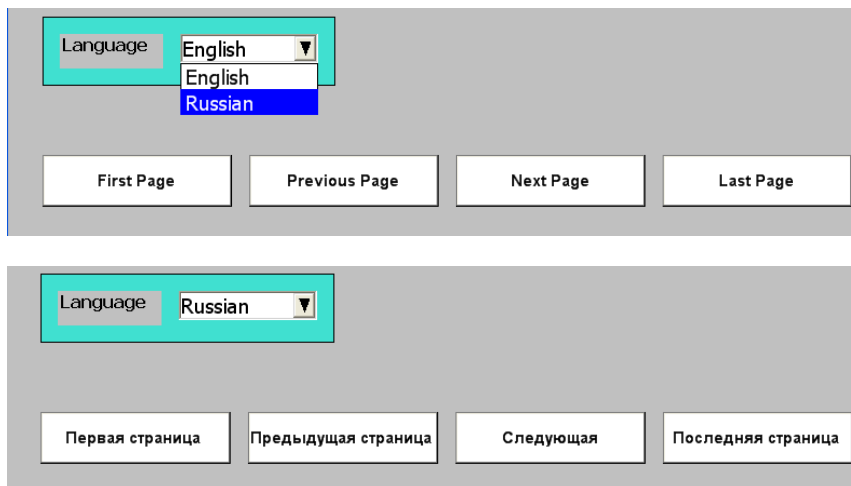 Language English
English
Russian
First Page Previous Page Next Page Last Page
Language Russian
Первая страница Предыдущая страница Следующая Последняя страница